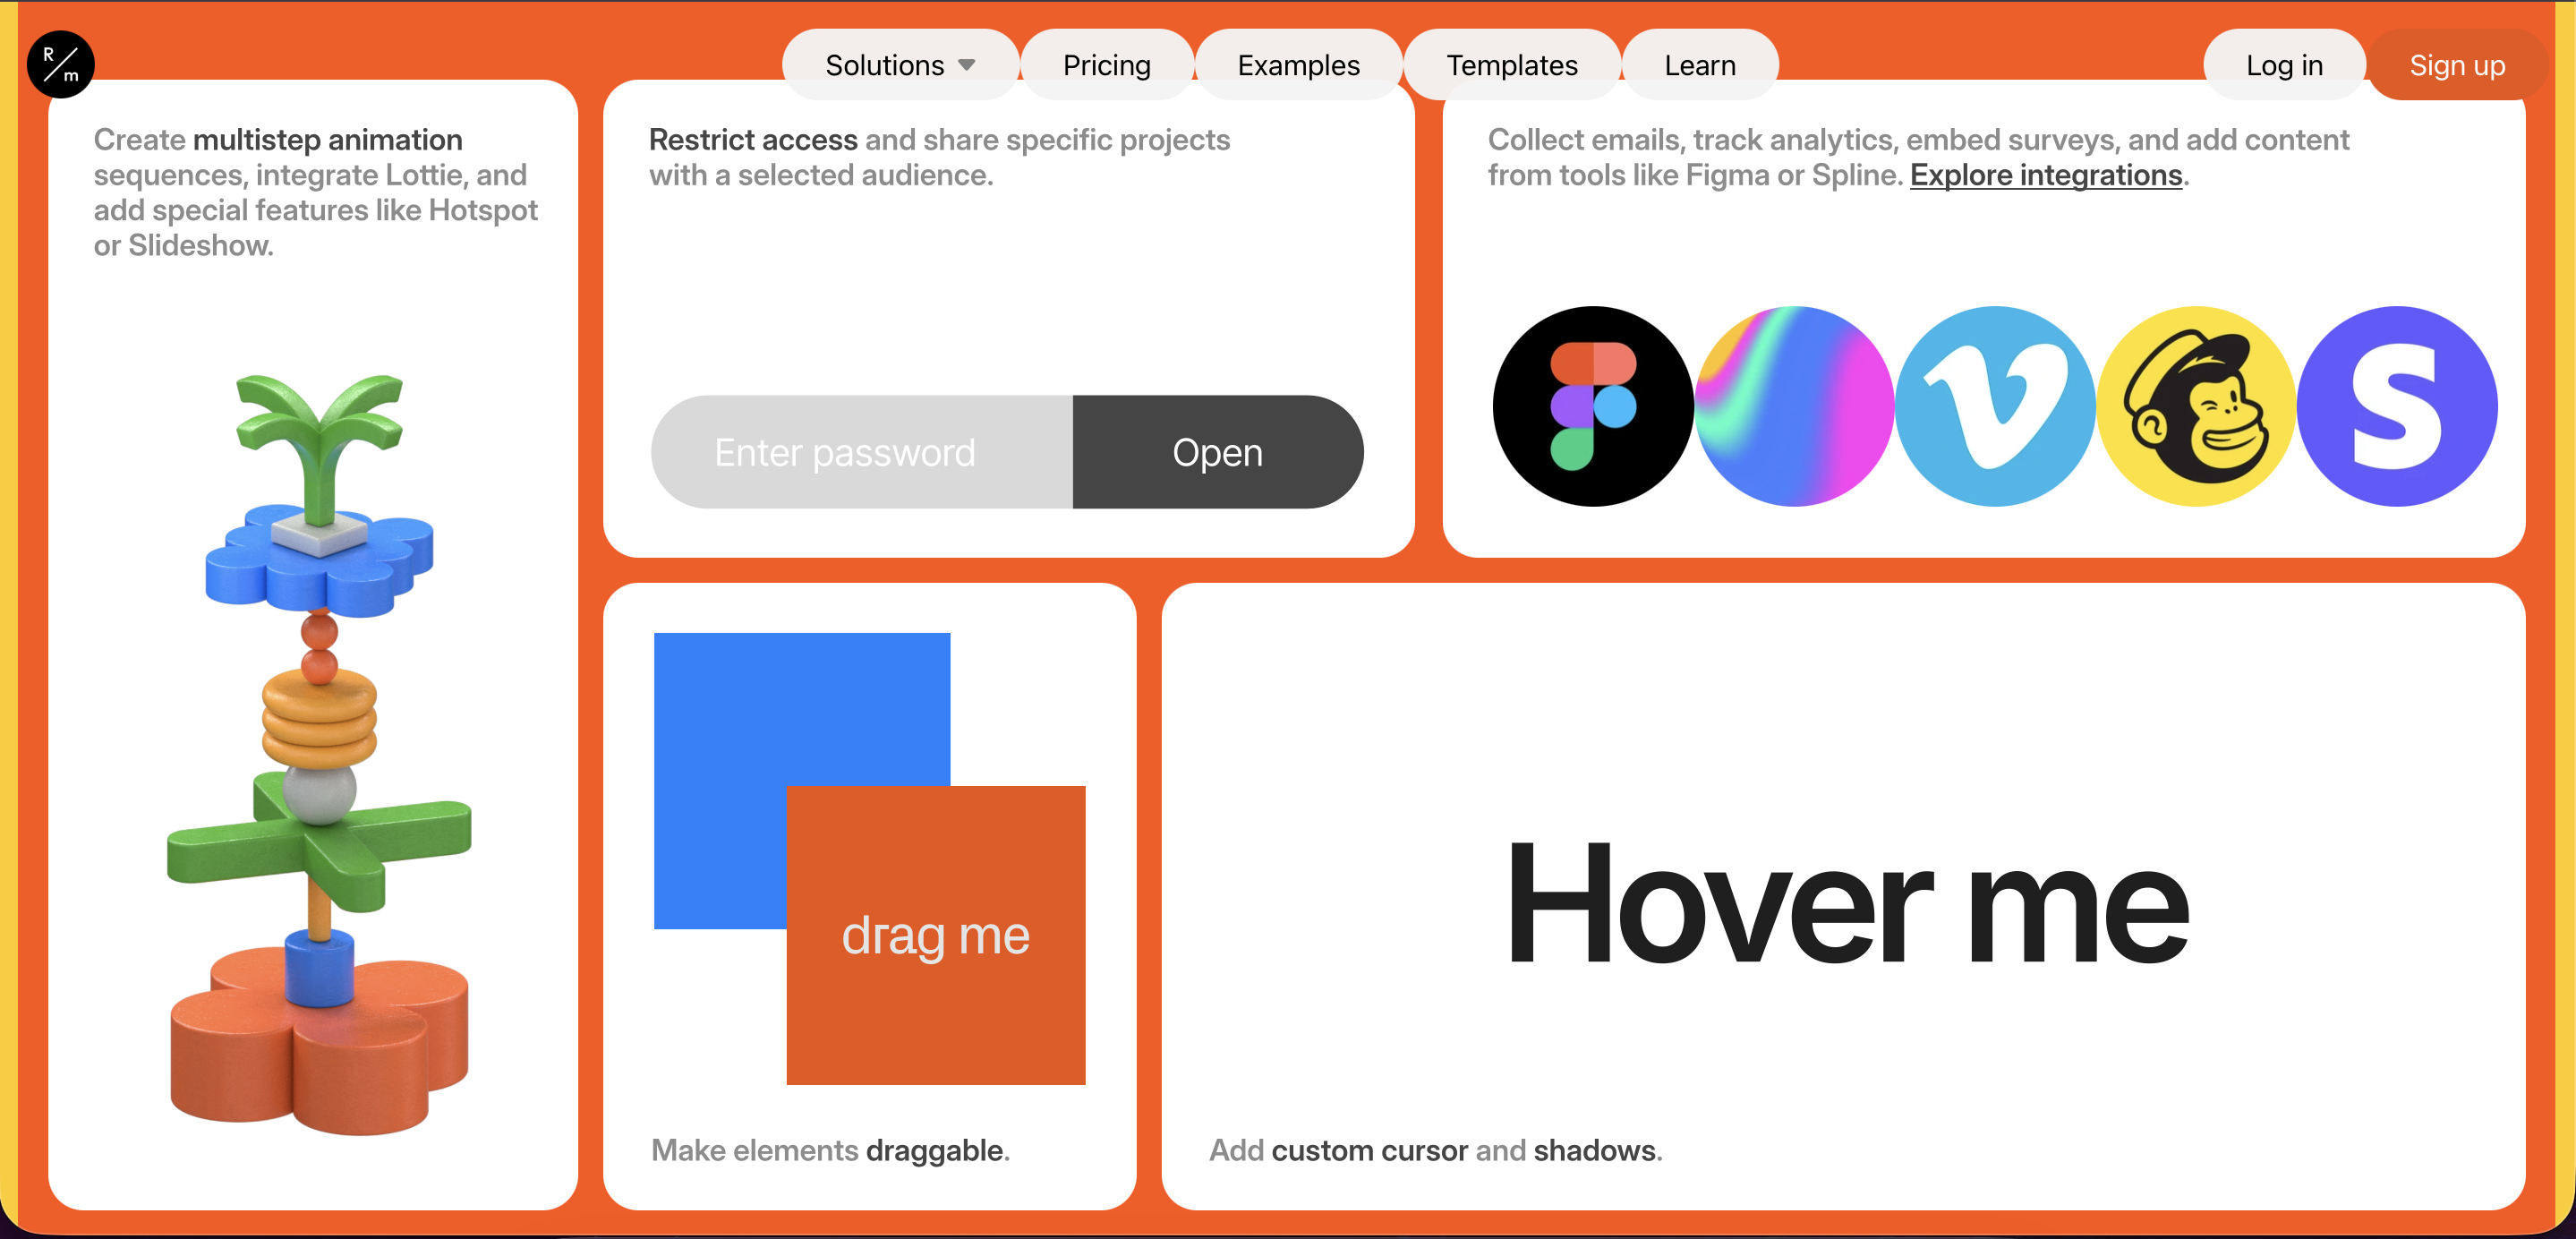 R
m
Solutions
Pricing
Examples
Templates
Learn
Log in
Sign up
Create multistep animation
sequences, integrate Lottie, and
add special features like Hotspot
or Slideshow.
Restrict access and share specific projects
with a selected audience.
Enter password
Open
Collect emails, track analytics, embed surveys, and add content
from tools like Figma or Spline. Explore integrations.
S
drag me
Make elements draggable.
Hover me
Add custom cursor and shadows.